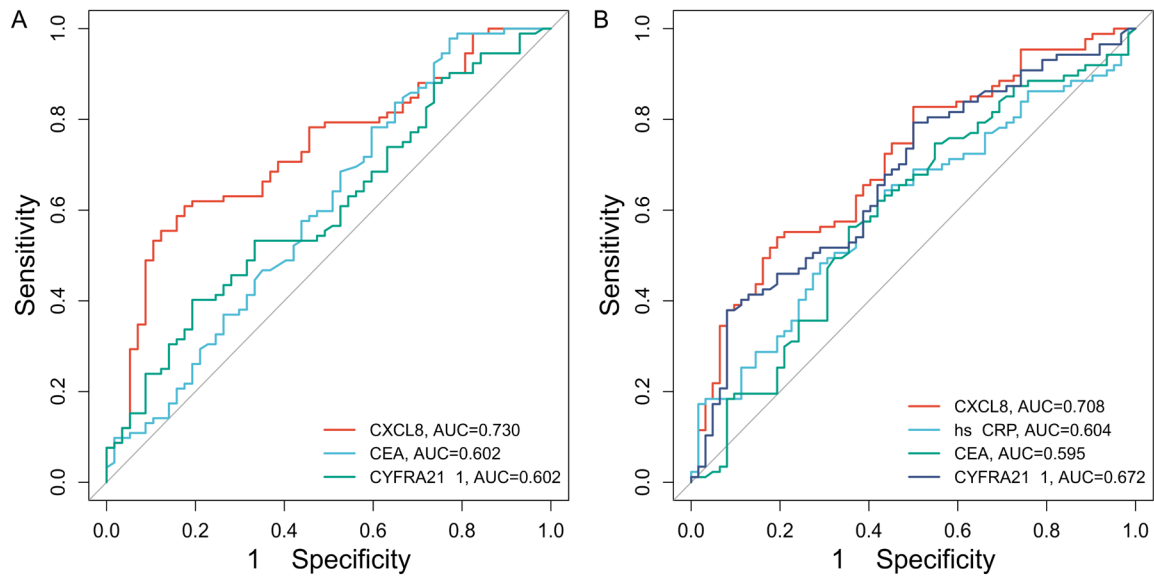 A
B
Sensitivity
1.0
0.8
0.6
0.4
0.2
0.0
CXCL8, AUC=0.730
CEA, AUC=0.602
CYFRA21 1, AUC=0.602
0.0 0.2 0.4 0.6 0.8 1.0
1 Specificity
Sensitivity
1.0
0.8
0.6
0.4
0.2
0.0
CXCL8, AUC=0.708
hs CRP, AUC=0.604
CEA, AUC=0.595
CYFRA21 1, AUC=0.672
0.0 0.2 0.4 0.6 0.8 1.0
1 Specificity